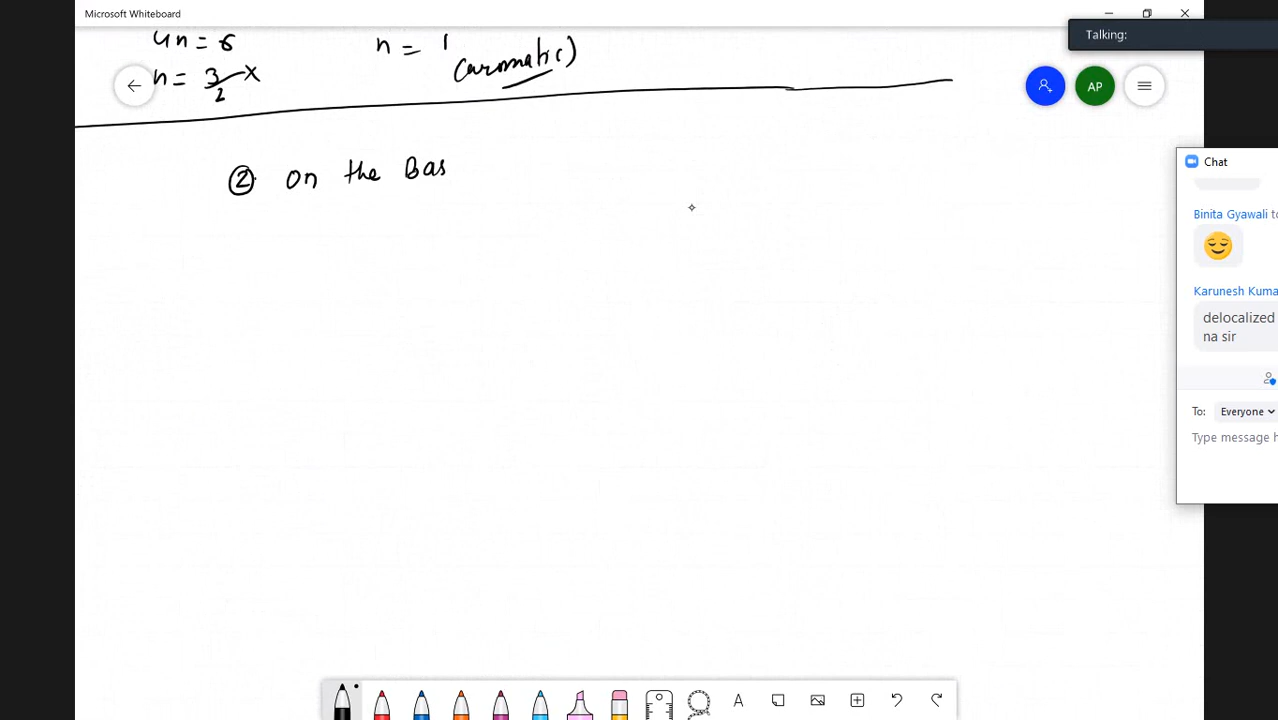 Microsoft Whiteboard
4n = 6
n = 3/2 x
n = 1
(aromatic)
② on the Bas
Talking:
AP
Chat
Binita Gyawali to
😌
Karunesh Kuma
delocalized
na sir
To: Everyone
Type message h
A